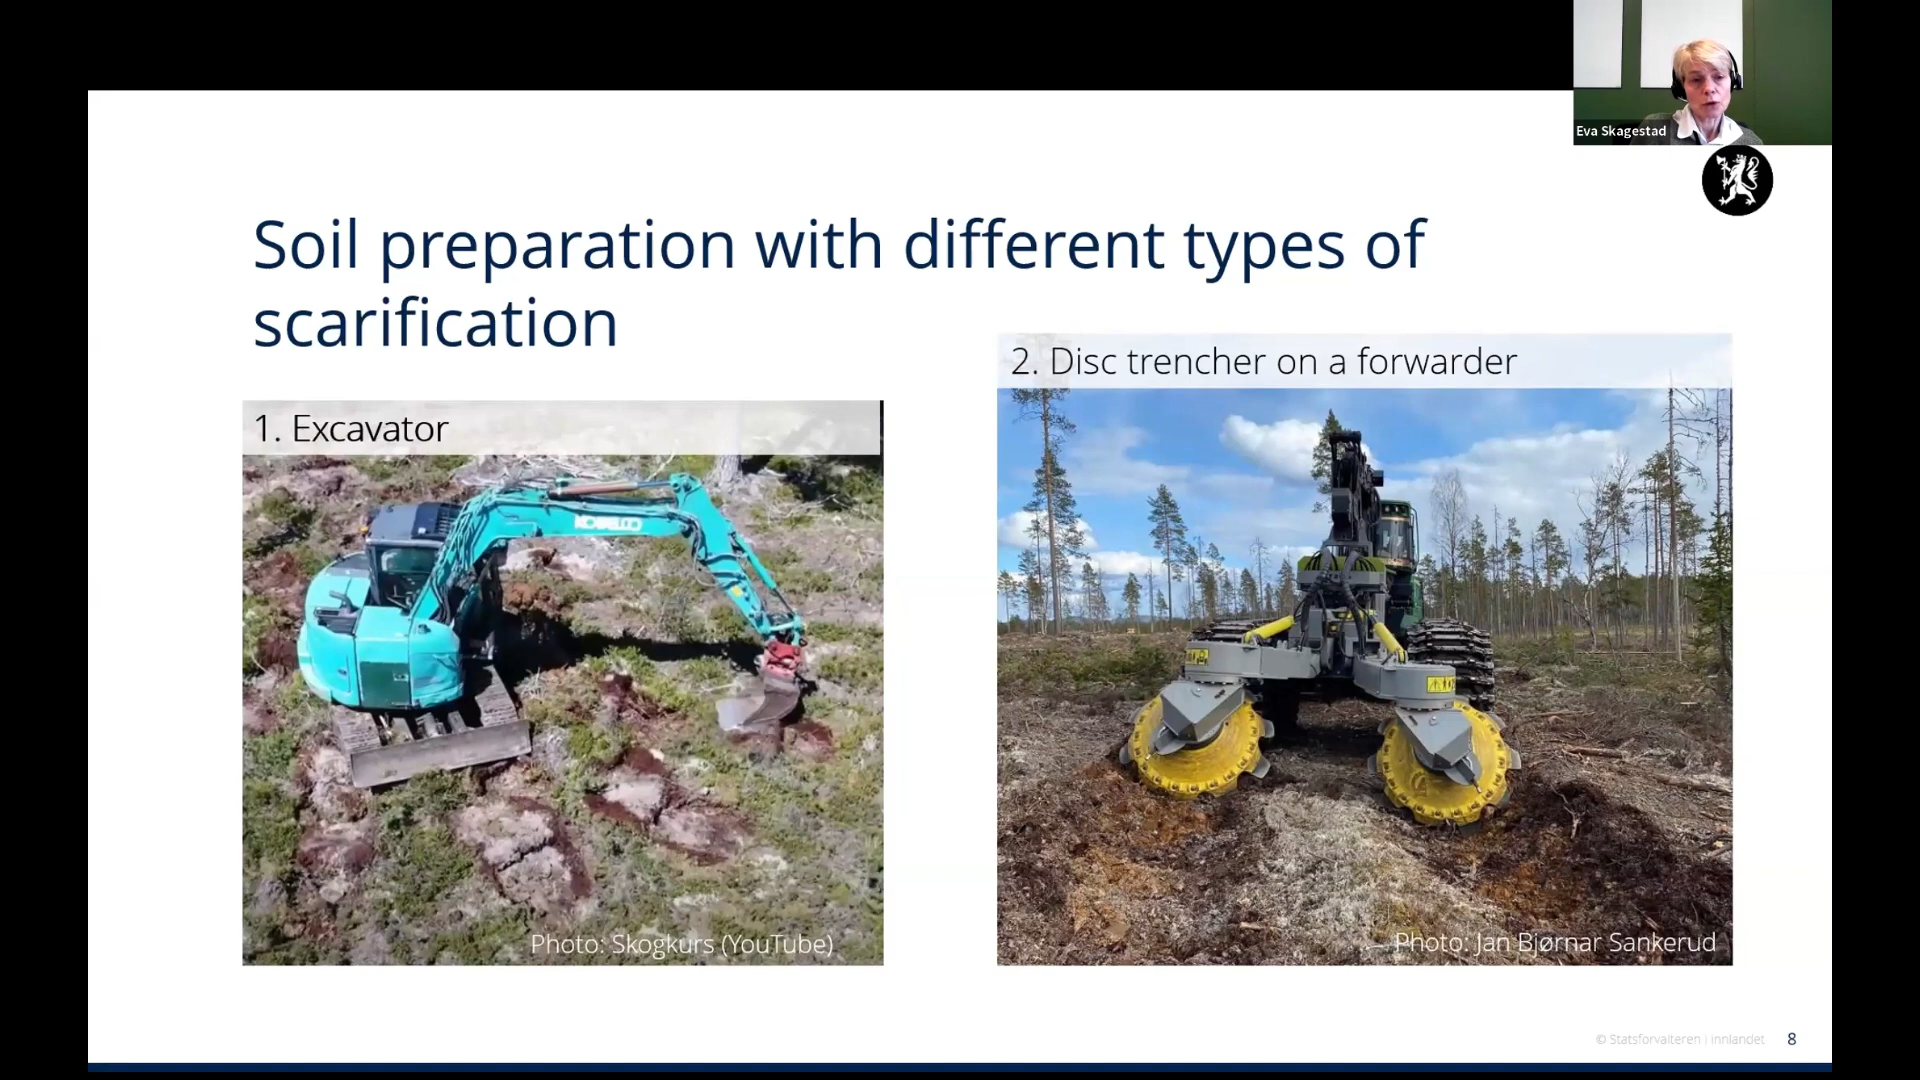 Eva Skagestad
Soil preparation with different types of
scarification
2. Disc trencher on a forwarder
1. Excavator
KOBELCO
Photo: Skogkurs (YouTube)
Photo: Jan Bjørnar Sankerud
© Statsforvalteren i innlandet
8